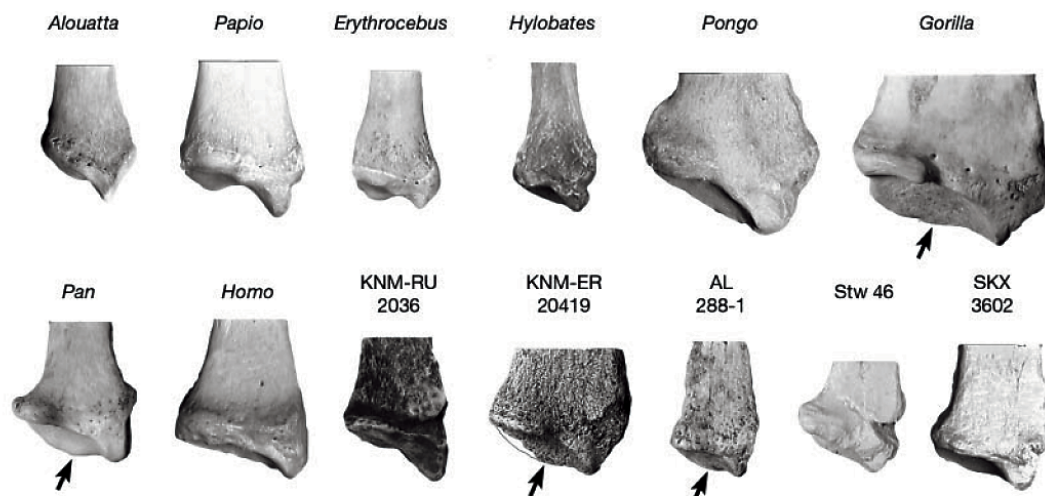 Alouatta
Papio
Erythrocebus
Hylobates
Pongo
Gorilla
Pan
Homo
KNM-RU
2036
KNM-ER
20419
AL
288-1
Stw 46
SKX
3602